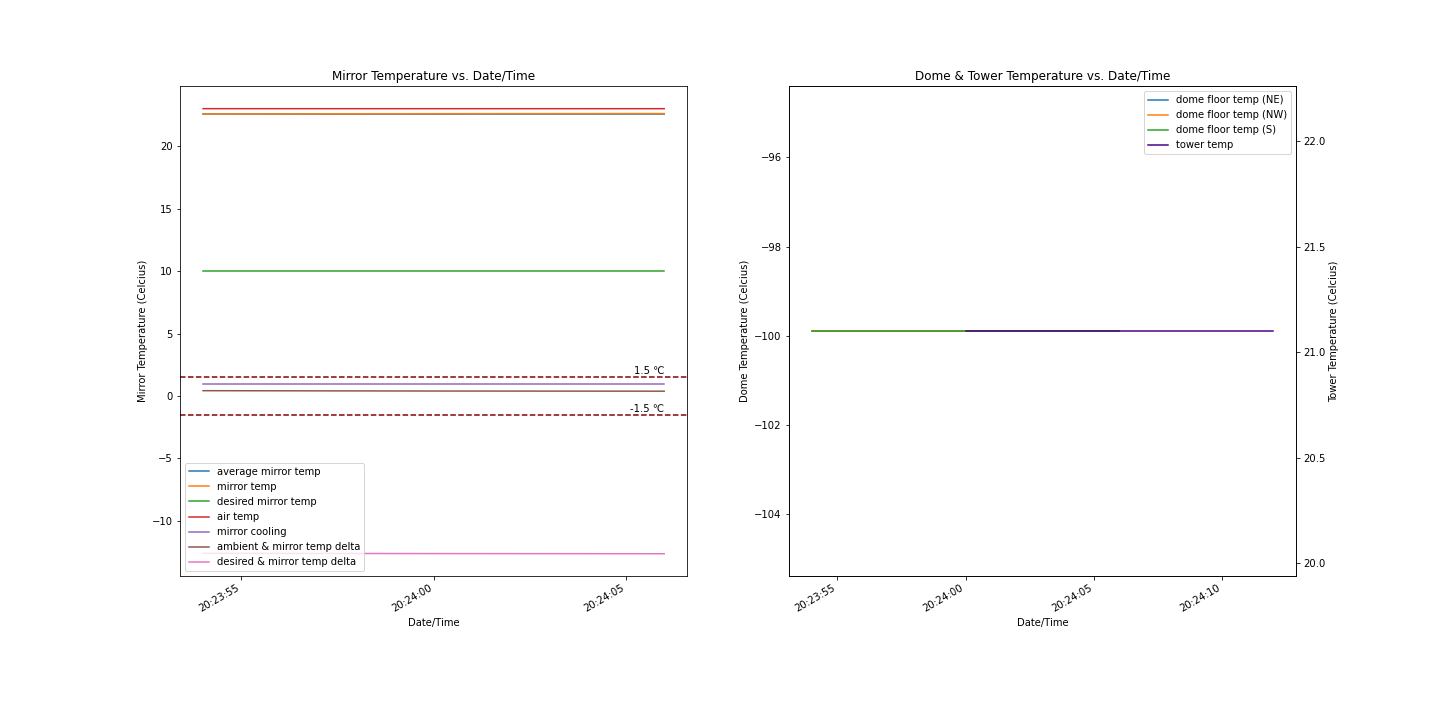 Mirror Temperature vs. Date/Time
Mirror Temperature (Celcius)
20
15
10
5
0
−5
−10
1.5 °C
-1.5 °C
average mirror temp
mirror temp
desired mirror temp
air temp
mirror cooling
ambient & mirror temp delta
desired & mirror temp delta
20:23:55
20:24:00
20:24:05
Date/Time
Dome & Tower Temperature vs. Date/Time
Dome Temperature (Celcius)
−96
−98
−100
−102
−104
dome floor temp (NE)
dome floor temp (NW)
dome floor temp (S)
tower temp
22.0
21.5
21.0
20.5
20.0
Tower Temperature (Celcius)
20:23:55
20:24:00
20:24:05
20:24:10
Date/Time